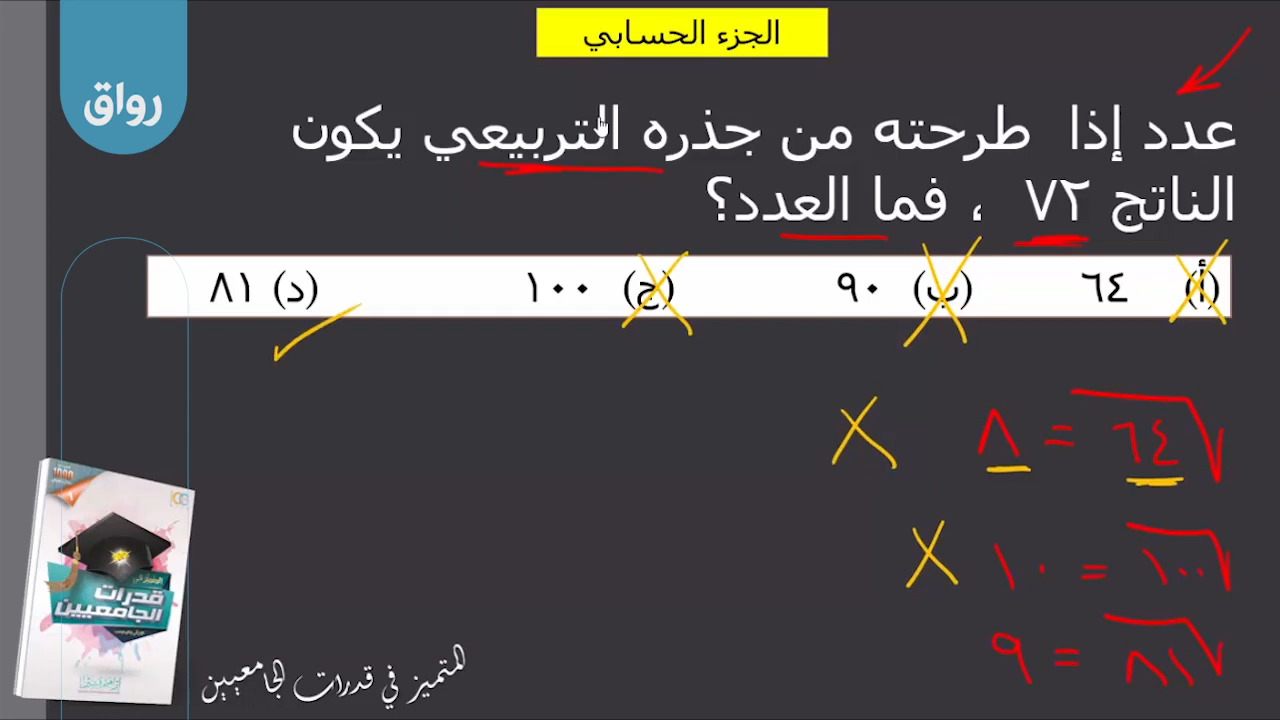 الجزء الحسابي
رواق
عدد إذا طرحته من جذره التربيعي يكون
الناتج ٧٢ ، فما العدد؟
(أ) ٦٤ (ب) ٩٠ (ج) ١٠٠ (د) ٨١
√٦٤ = ٨
√١٠٠ = ١٠
√٨١ = ٩
قدرات
الجامعيين
المتميز في قدرات الجامعيين